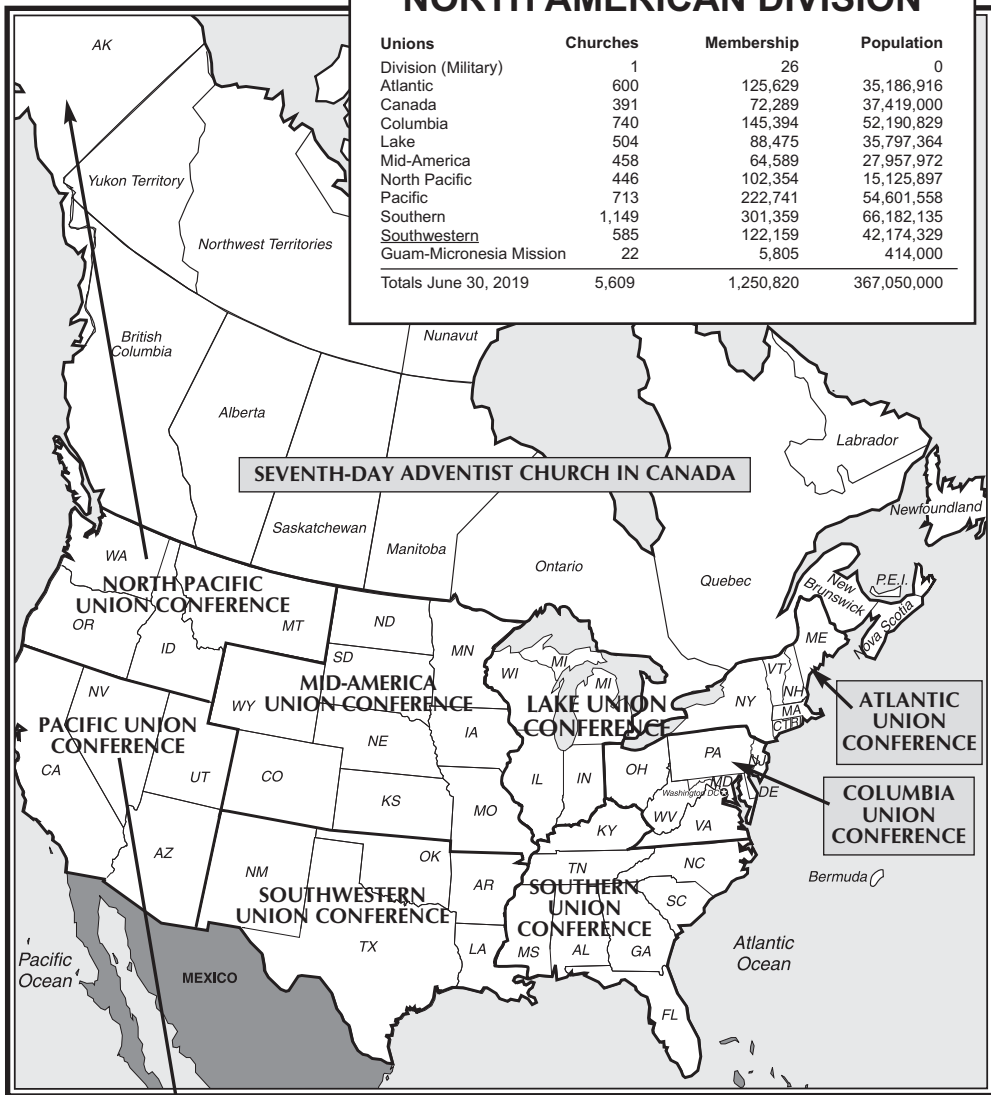 NORTH AMERICAN DIVISION
Unions Churches Membership Population
Division (Military) 1 26 0
Atlantic 600 125,629 35,186,916
Canada 391 72,289 37,419,000
Columbia 740 145,394 52,190,829
Lake 504 88,475 35,797,364
Mid-America 458 64,589 27,957,972
North Pacific 446 102,354 15,125,897
Pacific 713 222,741 54,601,558
Southern 1,149 301,359 66,182,135
Southwestern 585 122,159 42,174,329
Guam-Micronesia Mission 22 5,805 414,000
Totals June 30, 2019 5,609 1,250,820 367,050,000
AK
Yukon Territory
Northwest Territories
Nunavut
British
Columbia
Alberta
Labrador
SEVENTH-DAY ADVENTIST CHURCH IN CANADA
Newfoundland
Saskatchewan
Manitoba
Ontario
Quebec
New
Brunswick
P.E.I.
Nova Scotia
WA
NORTH PACIFIC
UNION CONFERENCE
OR
ID
MT
ND
MN
SD
WI
MI
MI
ME
VT
NH
NY
MA
CT
RI
MID-AMERICA
UNION CONFERENCE
WY
LAKE UNION
CONFERENCE
ATLANTIC
UNION
CONFERENCE
NV
PACIFIC UNION
CONFERENCE
CA
UT
CO
NE
IA
KS
MO
IL
IN
OH
PA
NJ
MD
Washington DC
DE
WV
VA
KY
COLUMBIA
UNION
CONFERENCE
AZ
NM
OK
AR
TN
NC
SC
Bermuda
SOUTHWESTERN
UNION CONFERENCE
SOUTHERN
UNION
CONFERENCE
TX
LA
MS
AL
GA
FL
Pacific
Ocean
MEXICO
Atlantic
Ocean